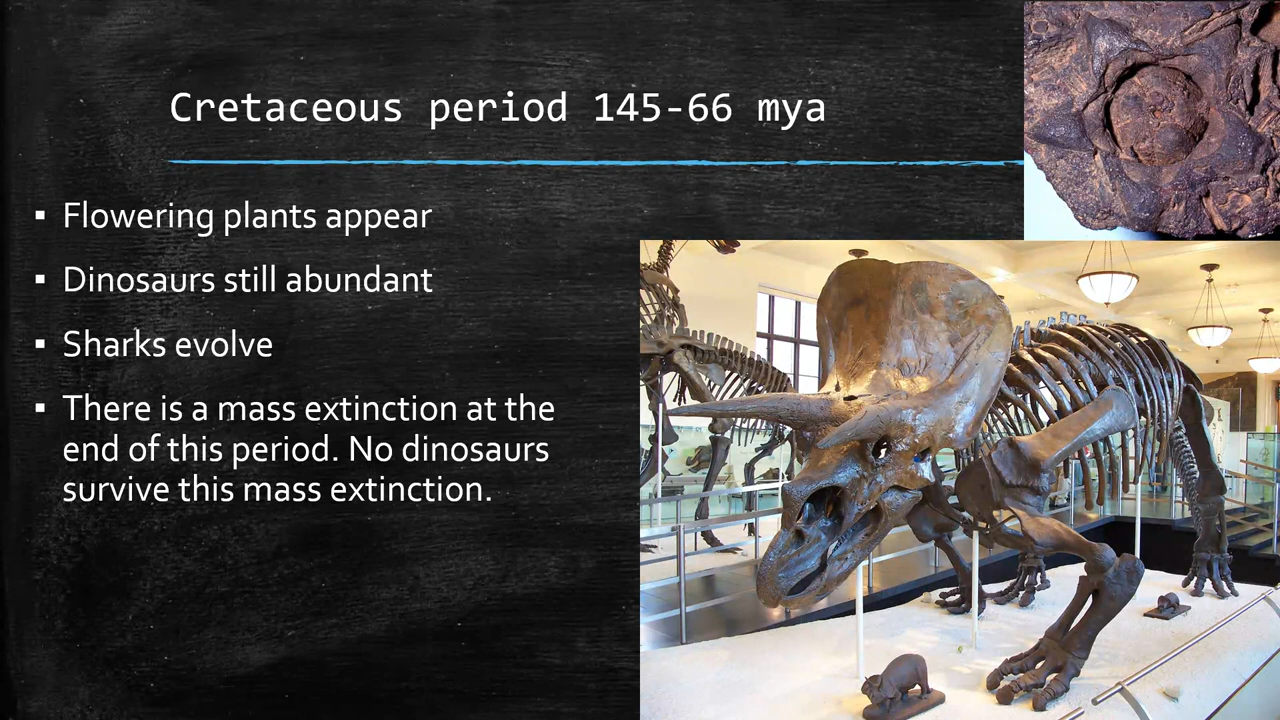 Cretaceous period 145-66 mya
▪ Flowering plants appear
▪ Dinosaurs still abundant
▪ Sharks evolve
▪ There is a mass extinction at the
end of this period. No dinosaurs
survive this mass extinction.